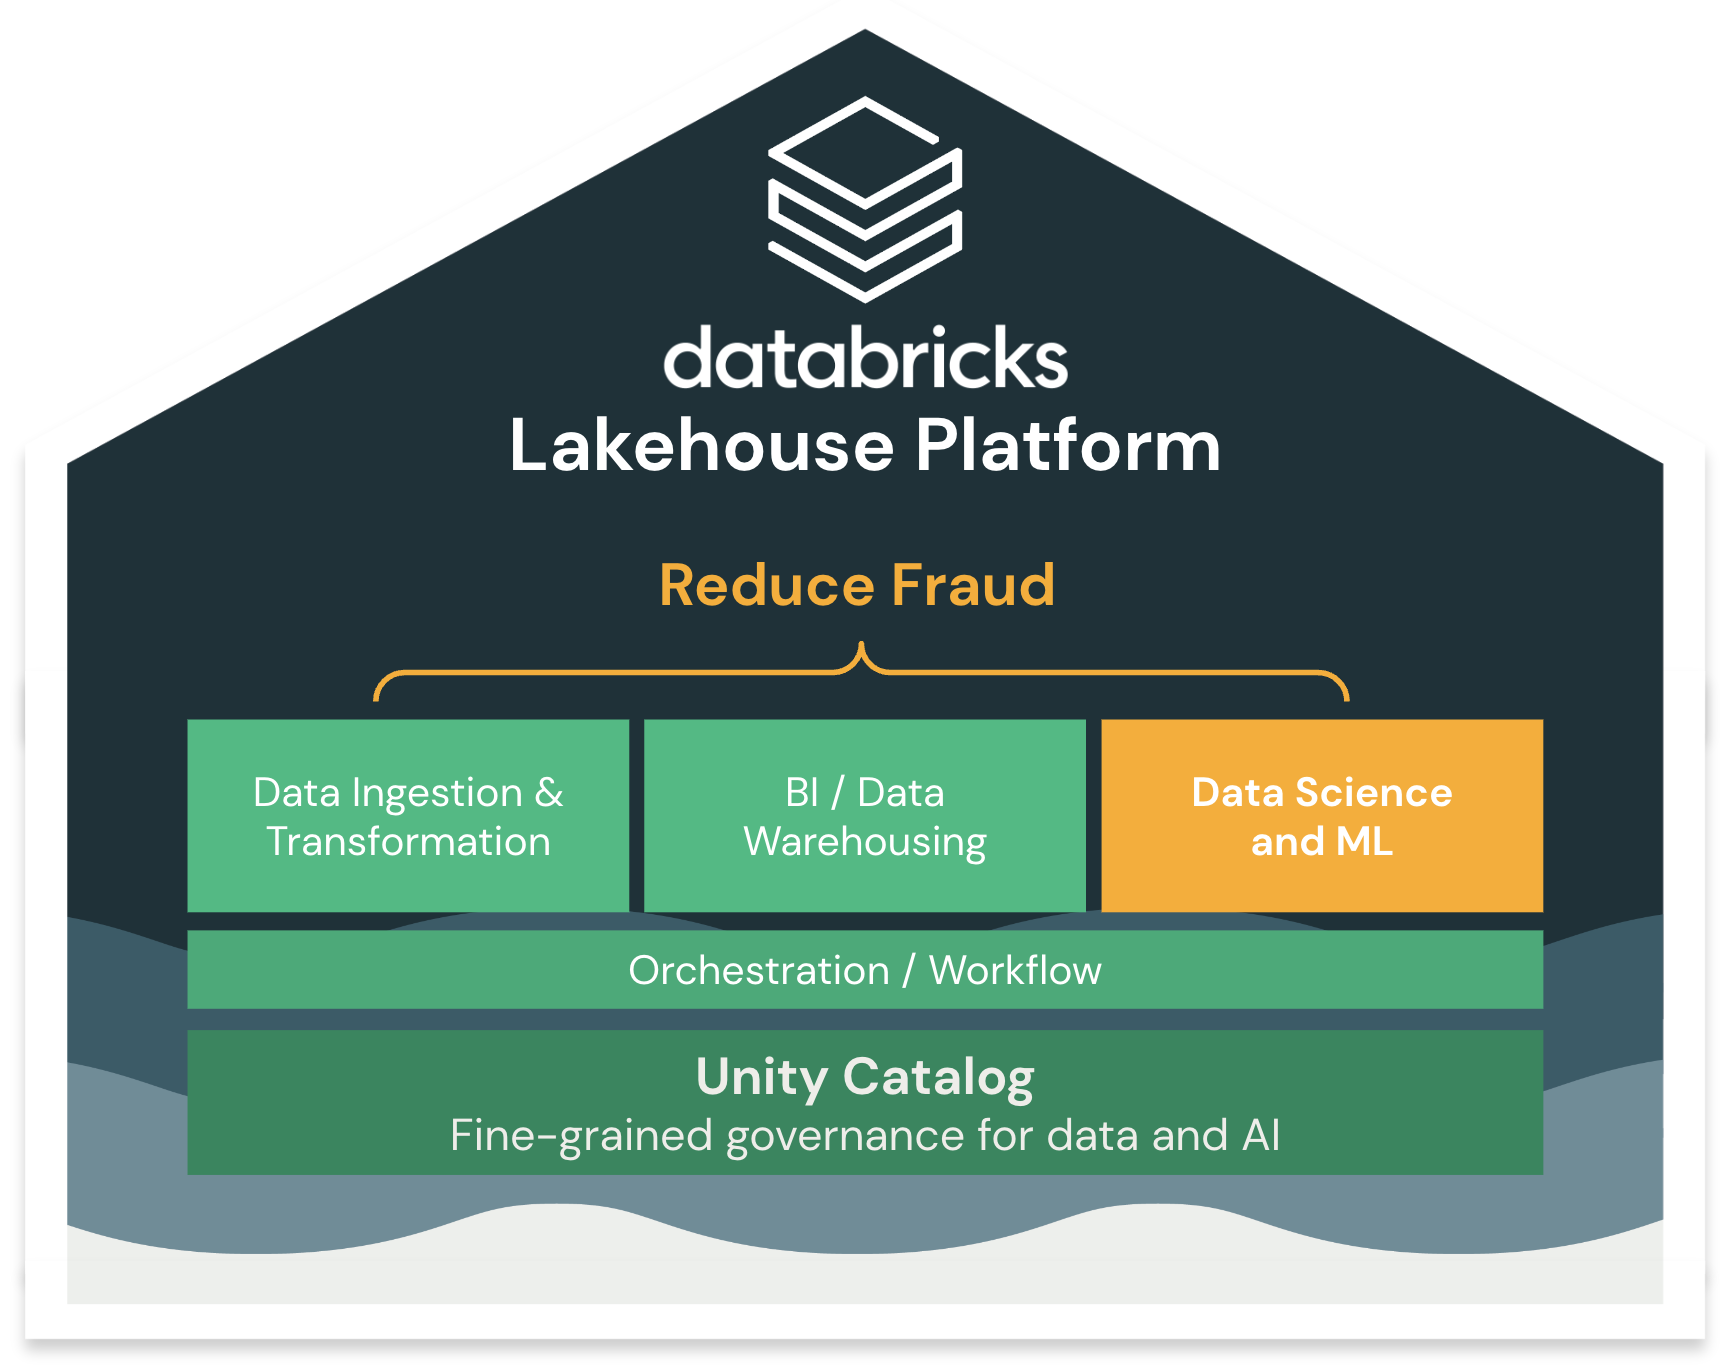 databricks
Lakehouse Platform
Reduce Fraud
Data Ingestion &
Transformation
BI / Data
Warehousing
Data Science
and ML
Orchestration / Workflow
Unity Catalog
Fine-grained governance for data and AI